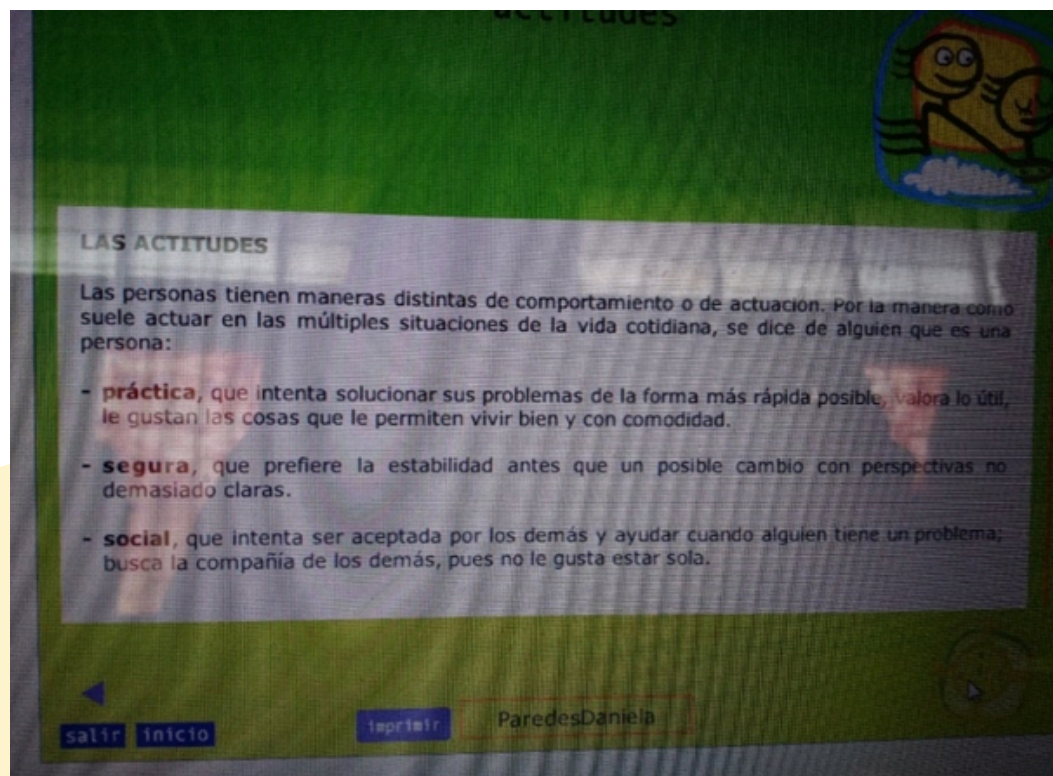 actitudes
LAS ACTITUDES
Las personas tienen maneras distintas de comportamiento o de actuación. Por la manera como
suele actuar en las múltiples situaciones de la vida cotidiana, se dice de alguien que es una
persona:
- práctica, que intenta solucionar sus problemas de la forma más rápida posible, valora lo útil,
le gustan las cosas que le permiten vivir bien y con comodidad.
- segura, que prefiere la estabilidad antes que un posible cambio con perspectivas no
demasiado claras.
- social, que intenta ser aceptada por los demás y ayudar cuando alguien tiene un problema;
busca la compañía de los demás, pues no le gusta estar sola.
salir inicio imprimir ParedesDaniela